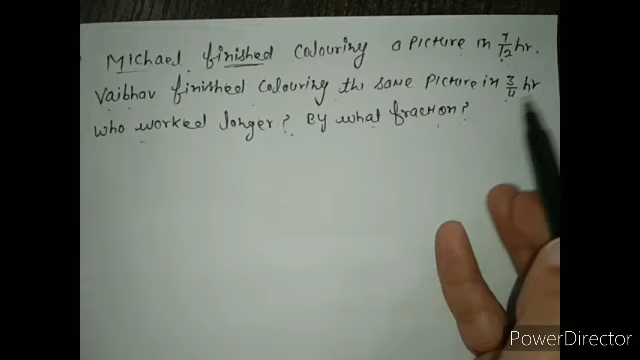 Michael finished colouring a picture in 7/12 hr.
Vaibhav finished colouring the same picture in 3/4 hr
who worked longer? By what fraction?
PowerDirector